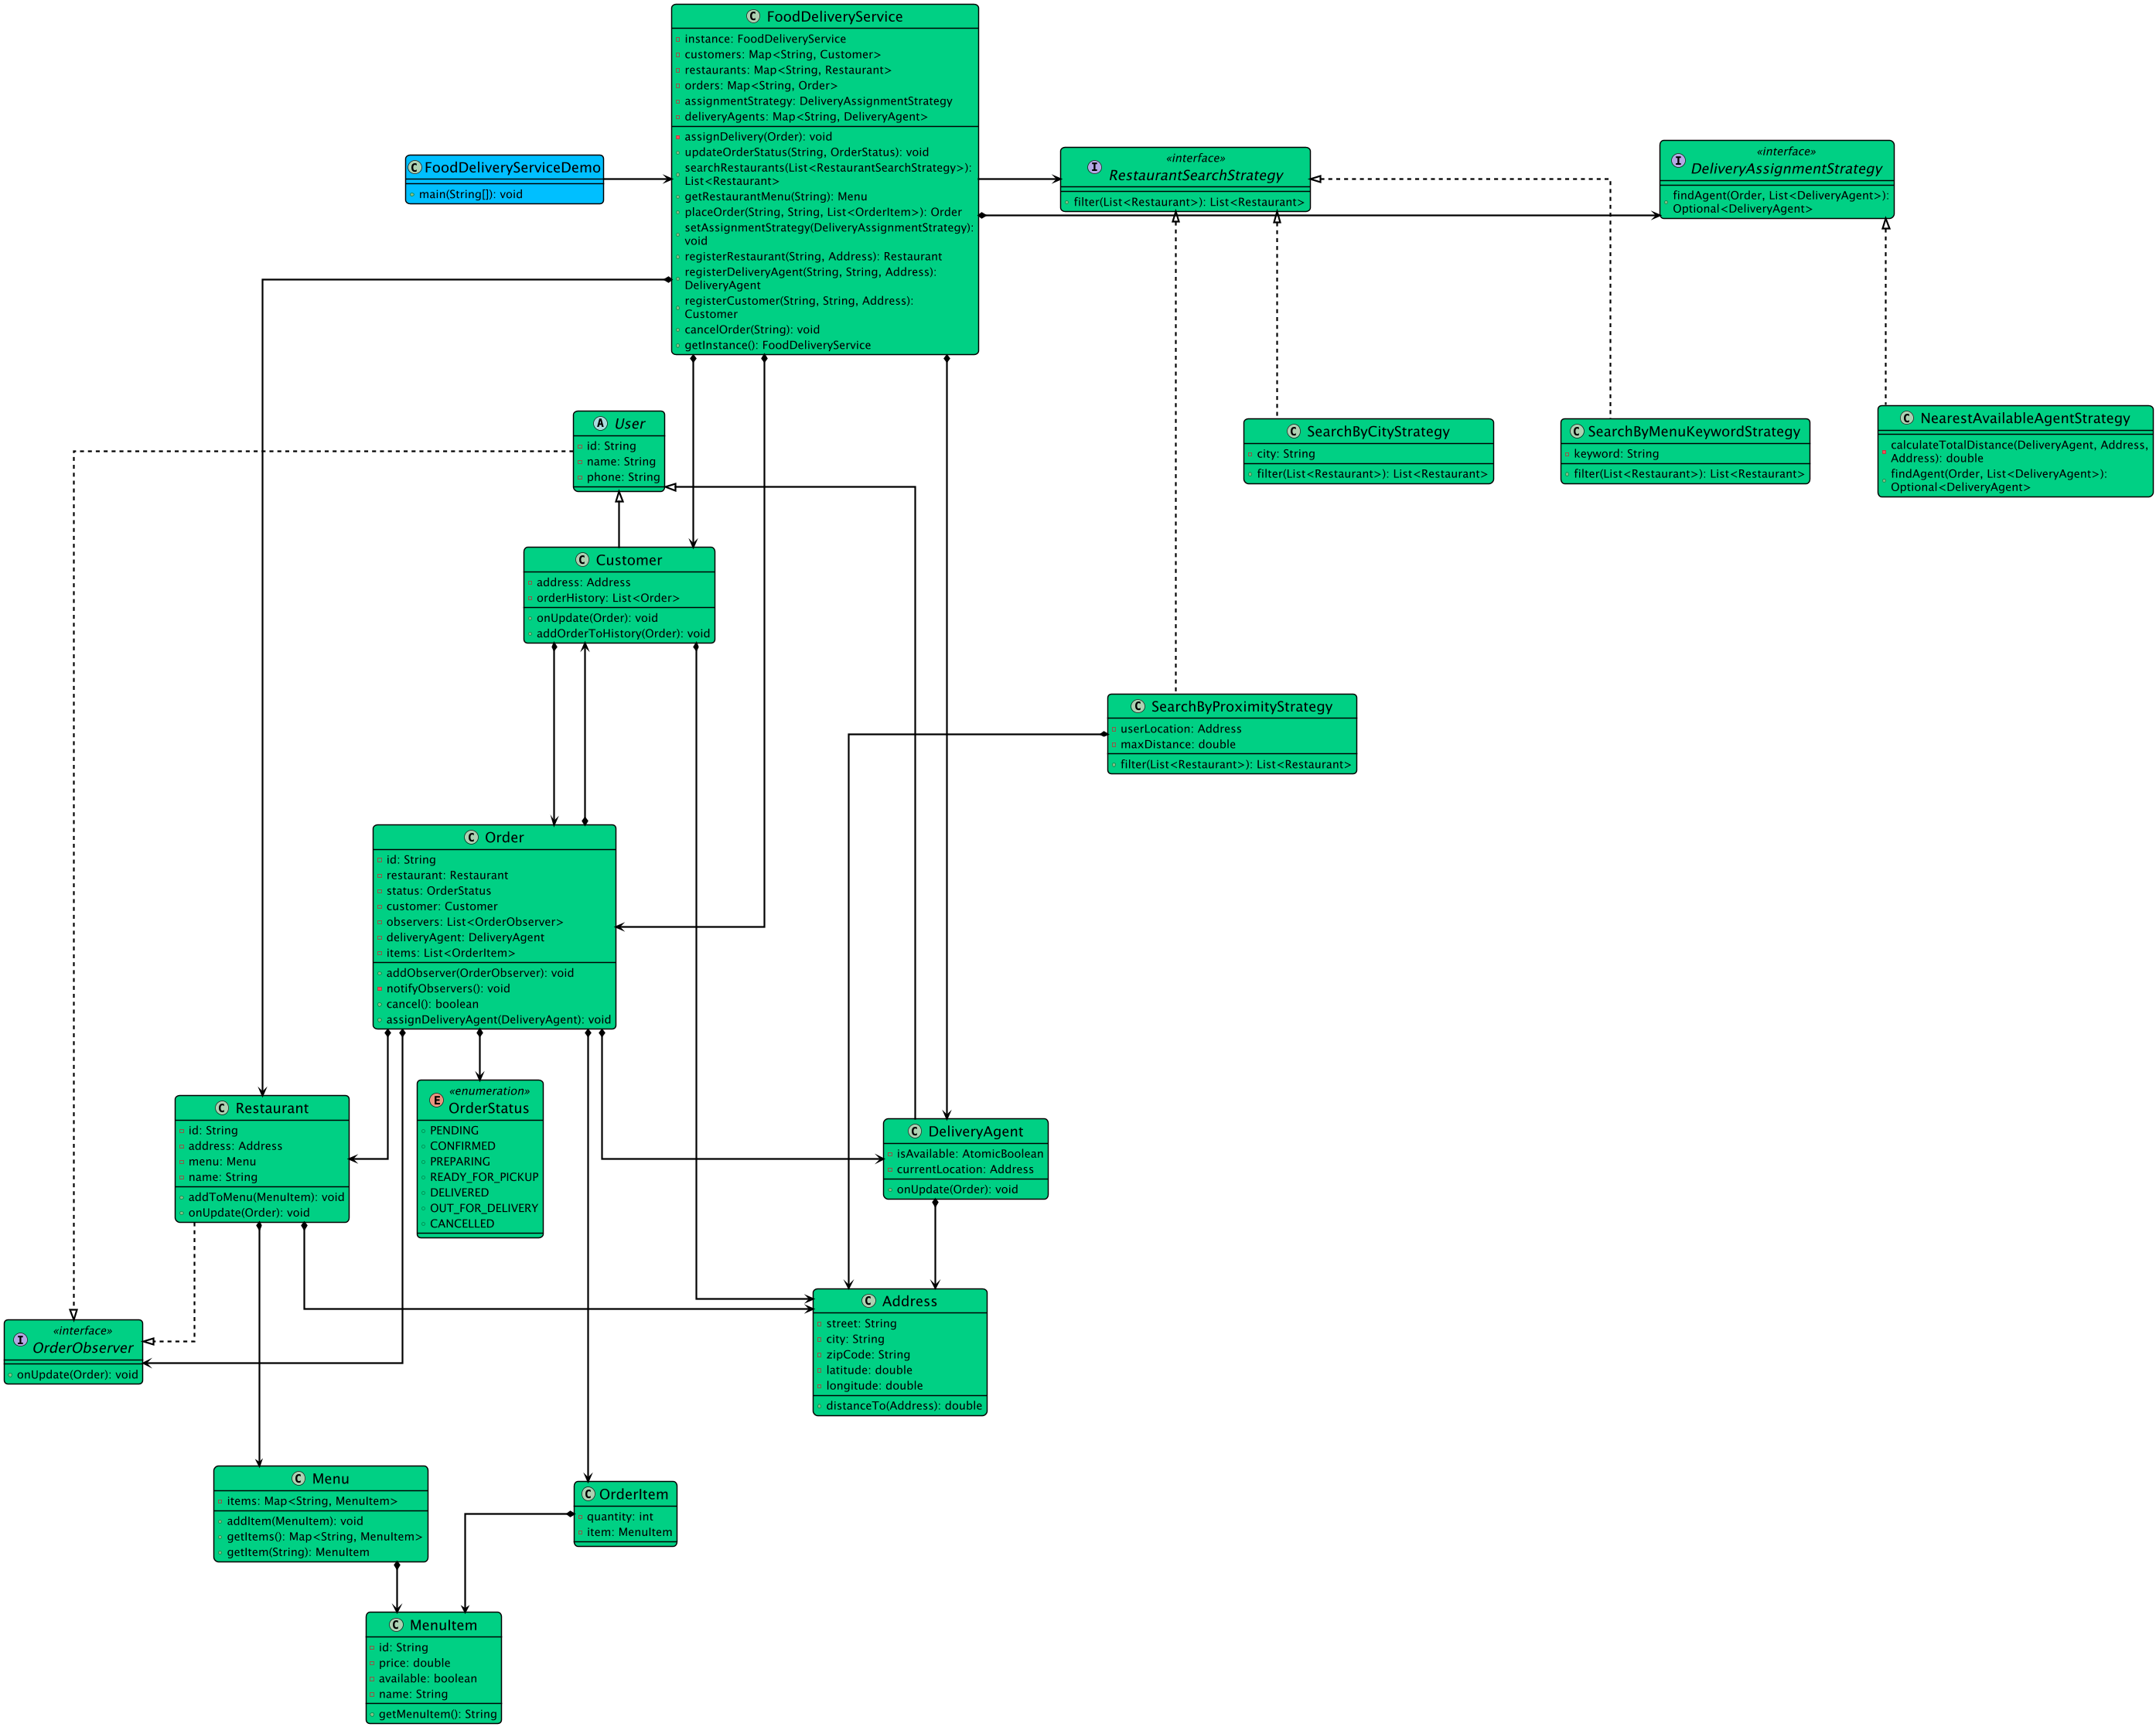 C FoodDeliveryService
instance: FoodDeliveryService
customers: Map<String, Customer>
restaurants: Map<String, Restaurant>
orders: Map<String, Order>
assignmentStrategy: DeliveryAssignmentStrategy
deliveryAgents: Map<String, DeliveryAgent>
assignDelivery(Order): void
updateOrderStatus(String, OrderStatus): void
searchRestaurants(List<RestaurantSearchStrategy>):
List<Restaurant>
getRestaurantMenu(String): Menu
placeOrder(String, String, List<OrderItem>): Order
setAssignmentStrategy(DeliveryAssignmentStrategy):
void
registerRestaurant(String, Address): Restaurant
registerDeliveryAgent(String, String, Address):
DeliveryAgent
registerCustomer(String, String, Address):
Customer
cancelOrder(String): void
getInstance(): FoodDeliveryService
C FoodDeliveryServiceDemo
main(String[]): void
I «interface»
RestaurantSearchStrategy
filter(List<Restaurant>): List<Restaurant>
I «interface»
DeliveryAssignmentStrategy
findAgent(Order, List<DeliveryAgent>):
Optional<DeliveryAgent>
A User
id: String
name: String
phone: String
C SearchByCityStrategy
city: String
filter(List<Restaurant>): List<Restaurant>
C SearchByMenuKeywordStrategy
keyword: String
filter(List<Restaurant>): List<Restaurant>
C NearestAvailableAgentStrategy
calculateTotalDistance(DeliveryAgent, Address,
Address): double
findAgent(Order, List<DeliveryAgent>):
Optional<DeliveryAgent>
C Customer
address: Address
orderHistory: List<Order>
onUpdate(Order): void
addOrderToHistory(Order): void
C SearchByProximityStrategy
userLocation: Address
maxDistance: double
filter(List<Restaurant>): List<Restaurant>
C Order
id: String
restaurant: Restaurant
status: OrderStatus
customer: Customer
observers: List<OrderObserver>
deliveryAgent: DeliveryAgent
items: List<OrderItem>
addObserver(OrderObserver): void
notifyObservers(): void
cancel(): boolean
assignDeliveryAgent(DeliveryAgent): void
C Restaurant
id: String
address: Address
menu: Menu
name: String
addToMenu(MenuItem): void
onUpdate(Order): void
E «enumeration»
OrderStatus
PENDING
CONFIRMED
PREPARING
READY_FOR_PICKUP
DELIVERED
OUT_FOR_DELIVERY
CANCELLED
C DeliveryAgent
isAvailable: AtomicBoolean
currentLocation: Address
onUpdate(Order): void
I «interface»
OrderObserver
onUpdate(Order): void
C Address
street: String
city: String
zipCode: String
latitude: double
longitude: double
distanceTo(Address): double
C Menu
items: Map<String, MenuItem>
addItem(MenuItem): void
getItems(): Map<String, MenuItem>
getItem(String): MenuItem
C OrderItem
quantity: int
item: MenuItem
C MenuItem
id: String
price: double
available: boolean
name: String
getMenuItem(): String